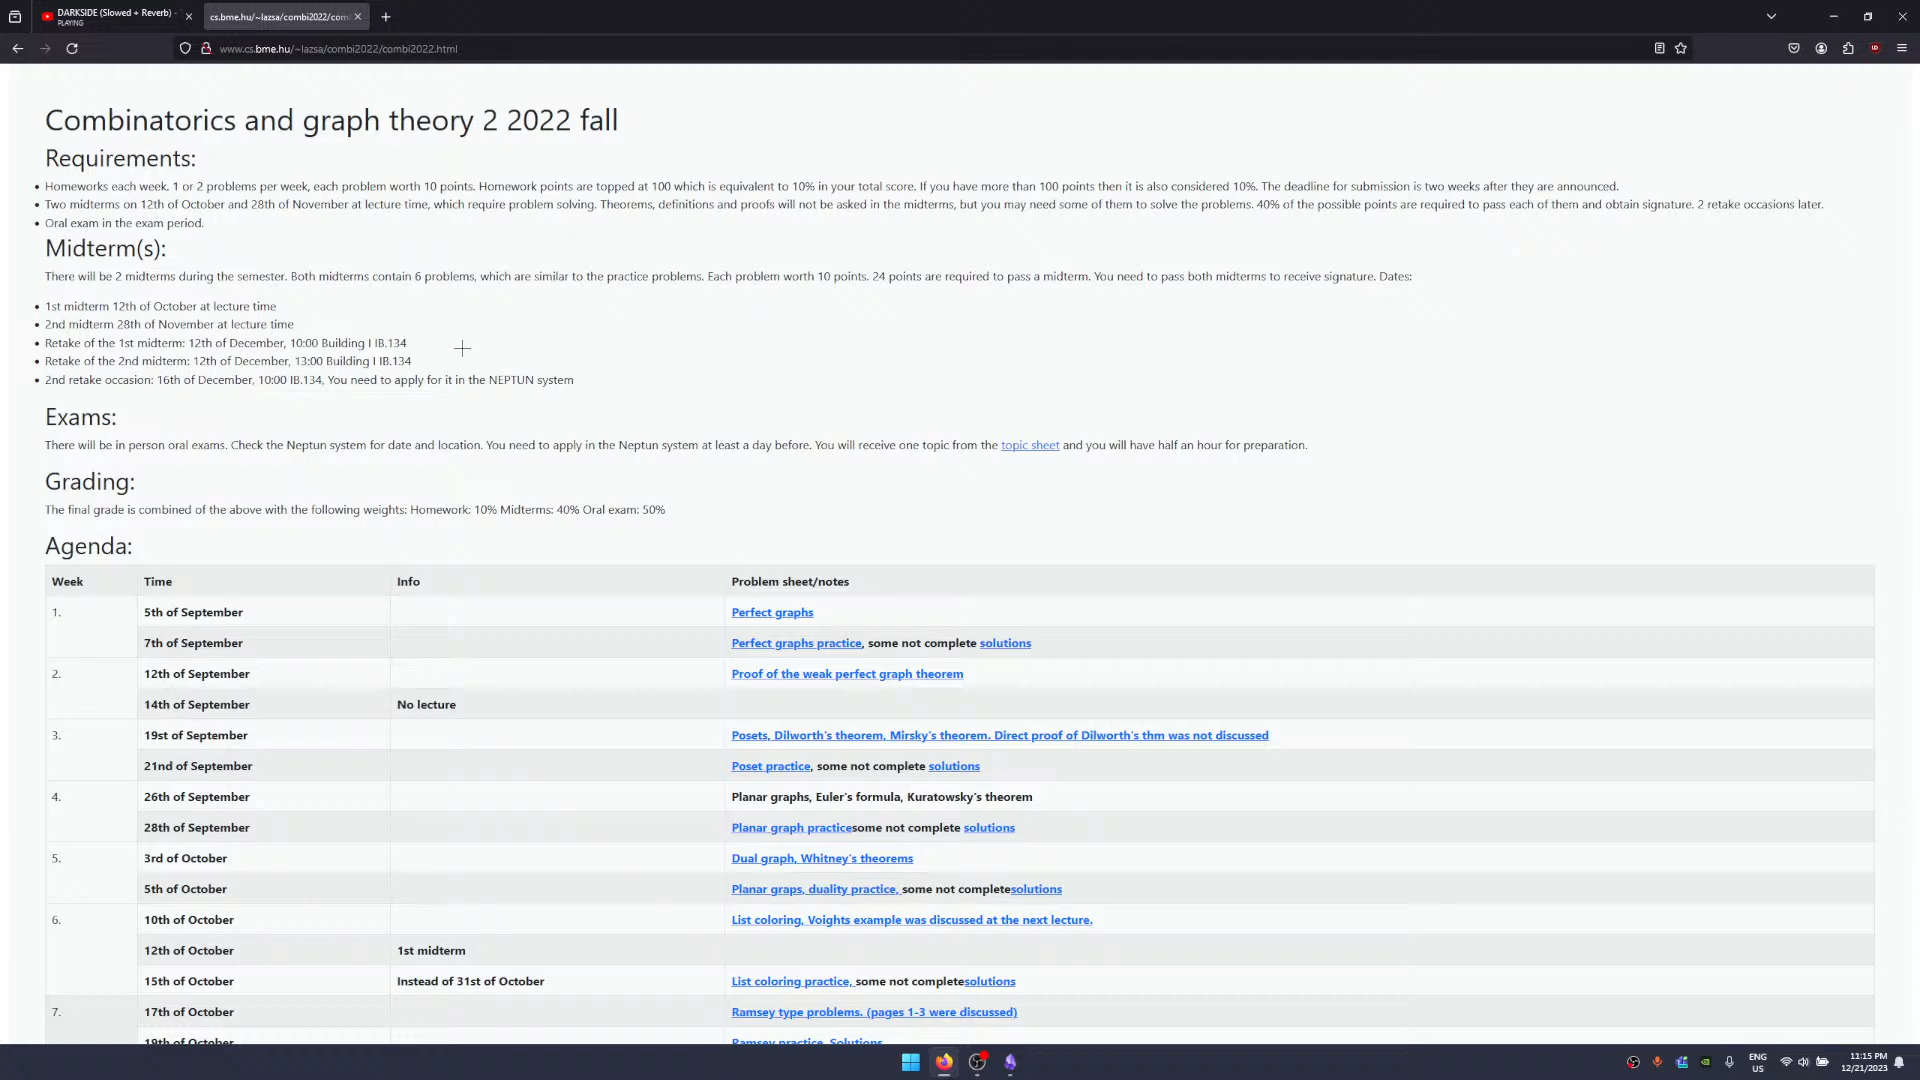 DARKSIDE (Slowed + Reverb) -
PLAYING
cs.bme.hu/~lazsa/combi2022/com
www.cs.bme.hu/~lazsa/combi2022/combi2022.html
Combinatorics and graph theory 2 2022 fall
Requirements:
• Homeworks each week. 1 or 2 problems per week, each problem worth 10 points. Homework points are topped at 100 which is equivalent to 10% in your total score. If you have more than 100 points then it is also considered 10%. The deadline for submission is two weeks after they are announced.
• Two midterms on 12th of October and 28th of November at lecture time, which require problem solving. Theorems, definitions and proofs will not be asked in the midterms, but you may need some of them to solve the problems. 40% of the possible points are required to pass each of them and obtain signature. 2 retake occasions later.
• Oral exam in the exam period.
Midterm(s):
There will be 2 midterms during the semester. Both midterms contain 6 problems, which are similar to the practice problems. Each problem worth 10 points. 24 points are required to pass a midterm. You need to pass both midterms to receive signature. Dates:
• 1st midterm 12th of October at lecture time
• 2nd midterm 28th of November at lecture time
• Retake of the 1st midterm: 12th of December, 10:00 Building I IB.134
• Retake of the 2nd midterm: 12th of December, 13:00 Building I IB.134
• 2nd retake occasion: 16th of December, 10:00 IB.134, You need to apply for it in the NEPTUN system
Exams:
There will be in person oral exams. Check the Neptun system for date and location. You need to apply in the Neptun system at least a day before. You will receive one topic from the topic sheet and you will have half an hour for preparation.
Grading:
The final grade is combined of the above with the following weights: Homework: 10% Midterms: 40% Oral exam: 50%
Agenda:
Week Time Info Problem sheet/notes
1. 5th of September Perfect graphs
7th of September Perfect graphs practice, some not complete solutions
2. 12th of September Proof of the weak perfect graph theorem
14th of September No lecture
3. 19st of September Posets, Dilworth's theorem, Mirsky's theorem. Direct proof of Dilworth's thm was not discussed
21nd of September Poset practice, some not complete solutions
4. 26th of September Planar graphs, Euler's formula, Kuratowsky's theorem
28th of September Planar graph practicesome not complete solutions
5. 3rd of October Dual graph, Whitney's theorems
5th of October Planar graps, duality practice, some not completesolutions
6. 10th of October List coloring, Voights example was discussed at the next lecture.
12th of October 1st midterm
15th of October Instead of 31st of October List coloring practice, some not completesolutions
7. 17th of October Ramsey type problems. (pages 1-3 were discussed)
19th of October Ramsey practice, Solutions
ENG
US
11:15 PM
12/21/2023